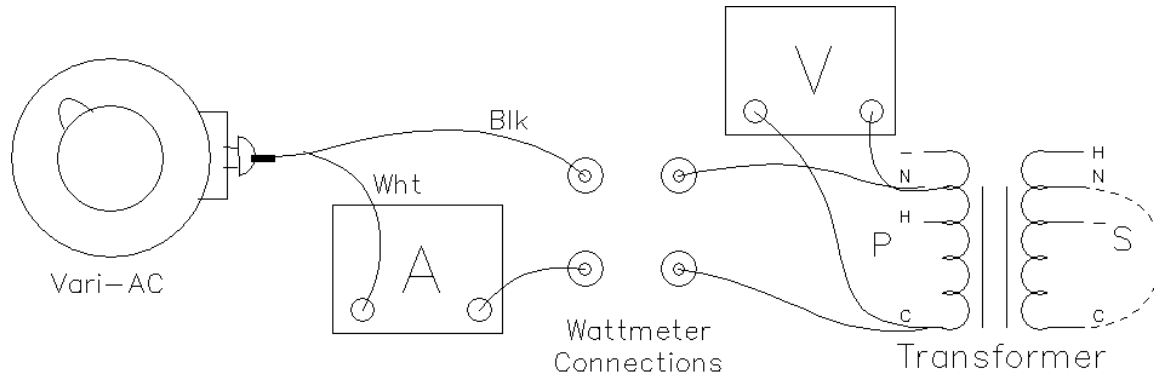 V
Blk
Wht
A
Vari-AC
Wattmeter
Connections
–
N
H
C
P
H
N
–
C
S
Transformer